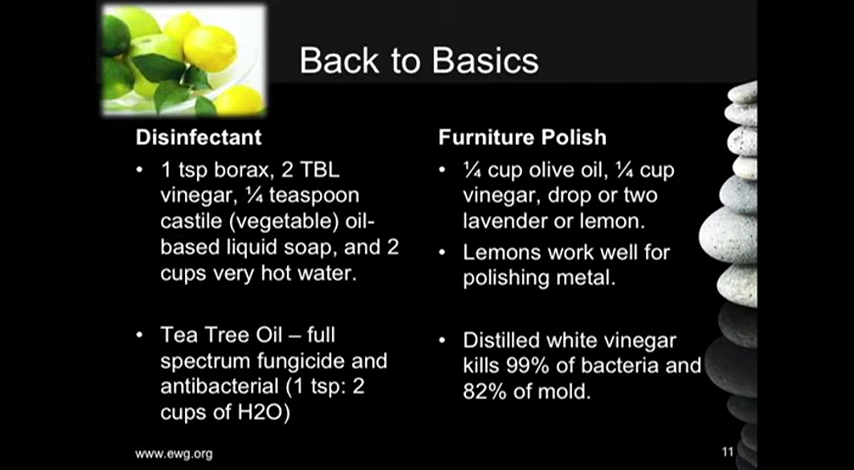 Back to Basics
Disinfectant
• 1 tsp borax, 2 TBL
vinegar, ¼ teaspoon
castile (vegetable) oil-
based liquid soap, and 2
cups very hot water.
• Tea Tree Oil – full
spectrum fungicide and
antibacterial (1 tsp: 2
cups of H2O)
Furniture Polish
• ¼ cup olive oil, ¼ cup
vinegar, drop or two
lavender or lemon.
• Lemons work well for
polishing metal.
• Distilled white vinegar
kills 99% of bacteria and
82% of mold.
www.ewg.org
11